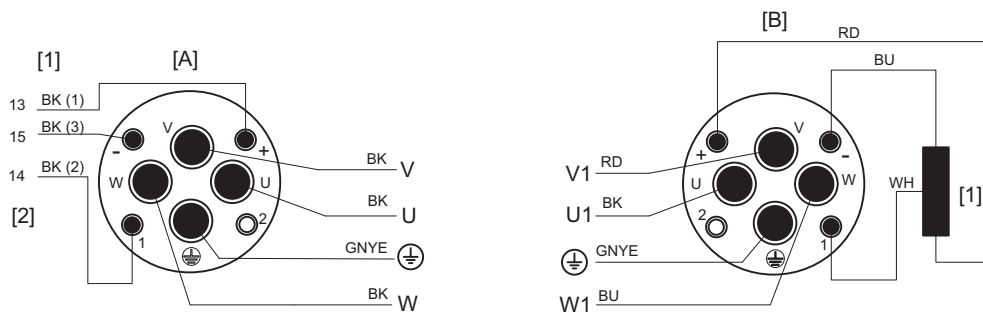 [B]
RD
[1]
[A]
BU
13
BK (1)
V
V
15
BK (3)
-
+
+
-
BK
V
V1
RD
14
BK (2)
W
U
U
W
WH
[1]
BK
U
U1
BK
[2]
2
2
1
1
GNYE
GNYE
BK
W
W1
BU